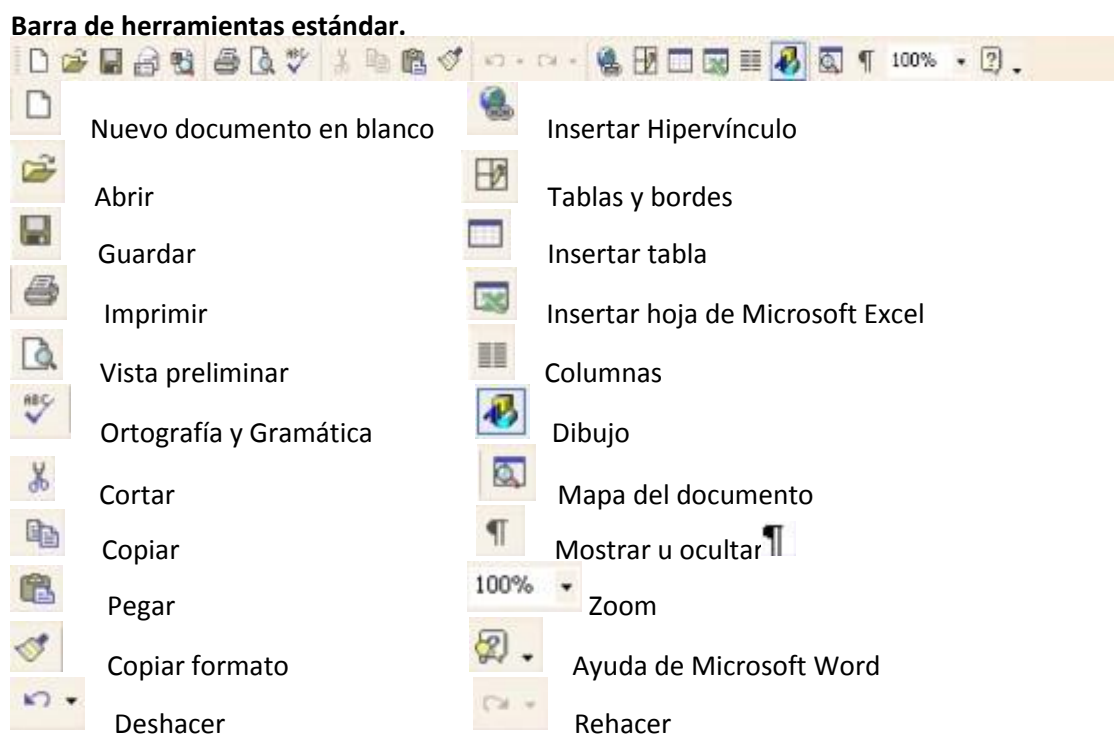 Barra de herramientas estándar.
ABC 100%
Nuevo documento en blanco
Insertar Hipervínculo
Abrir
Tablas y bordes
Guardar
Insertar tabla
Imprimir
Insertar hoja de Microsoft Excel
Vista preliminar
Columnas
ABC
Ortografía y Gramática
Dibujo
Cortar
Mapa del documento
Copiar
¶ Mostrar u ocultar ¶
Pegar
100% Zoom
Copiar formato
Ayuda de Microsoft Word
Deshacer
Rehacer